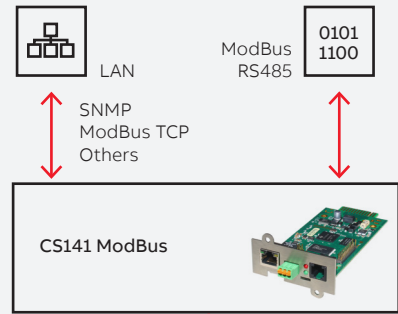 LAN
ModBus
RS485
0101
1100
SNMP
ModBus TCP
Others
CS141 ModBus